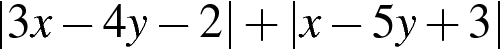 |3x − 4y − 2| + |x − 5y + 3|